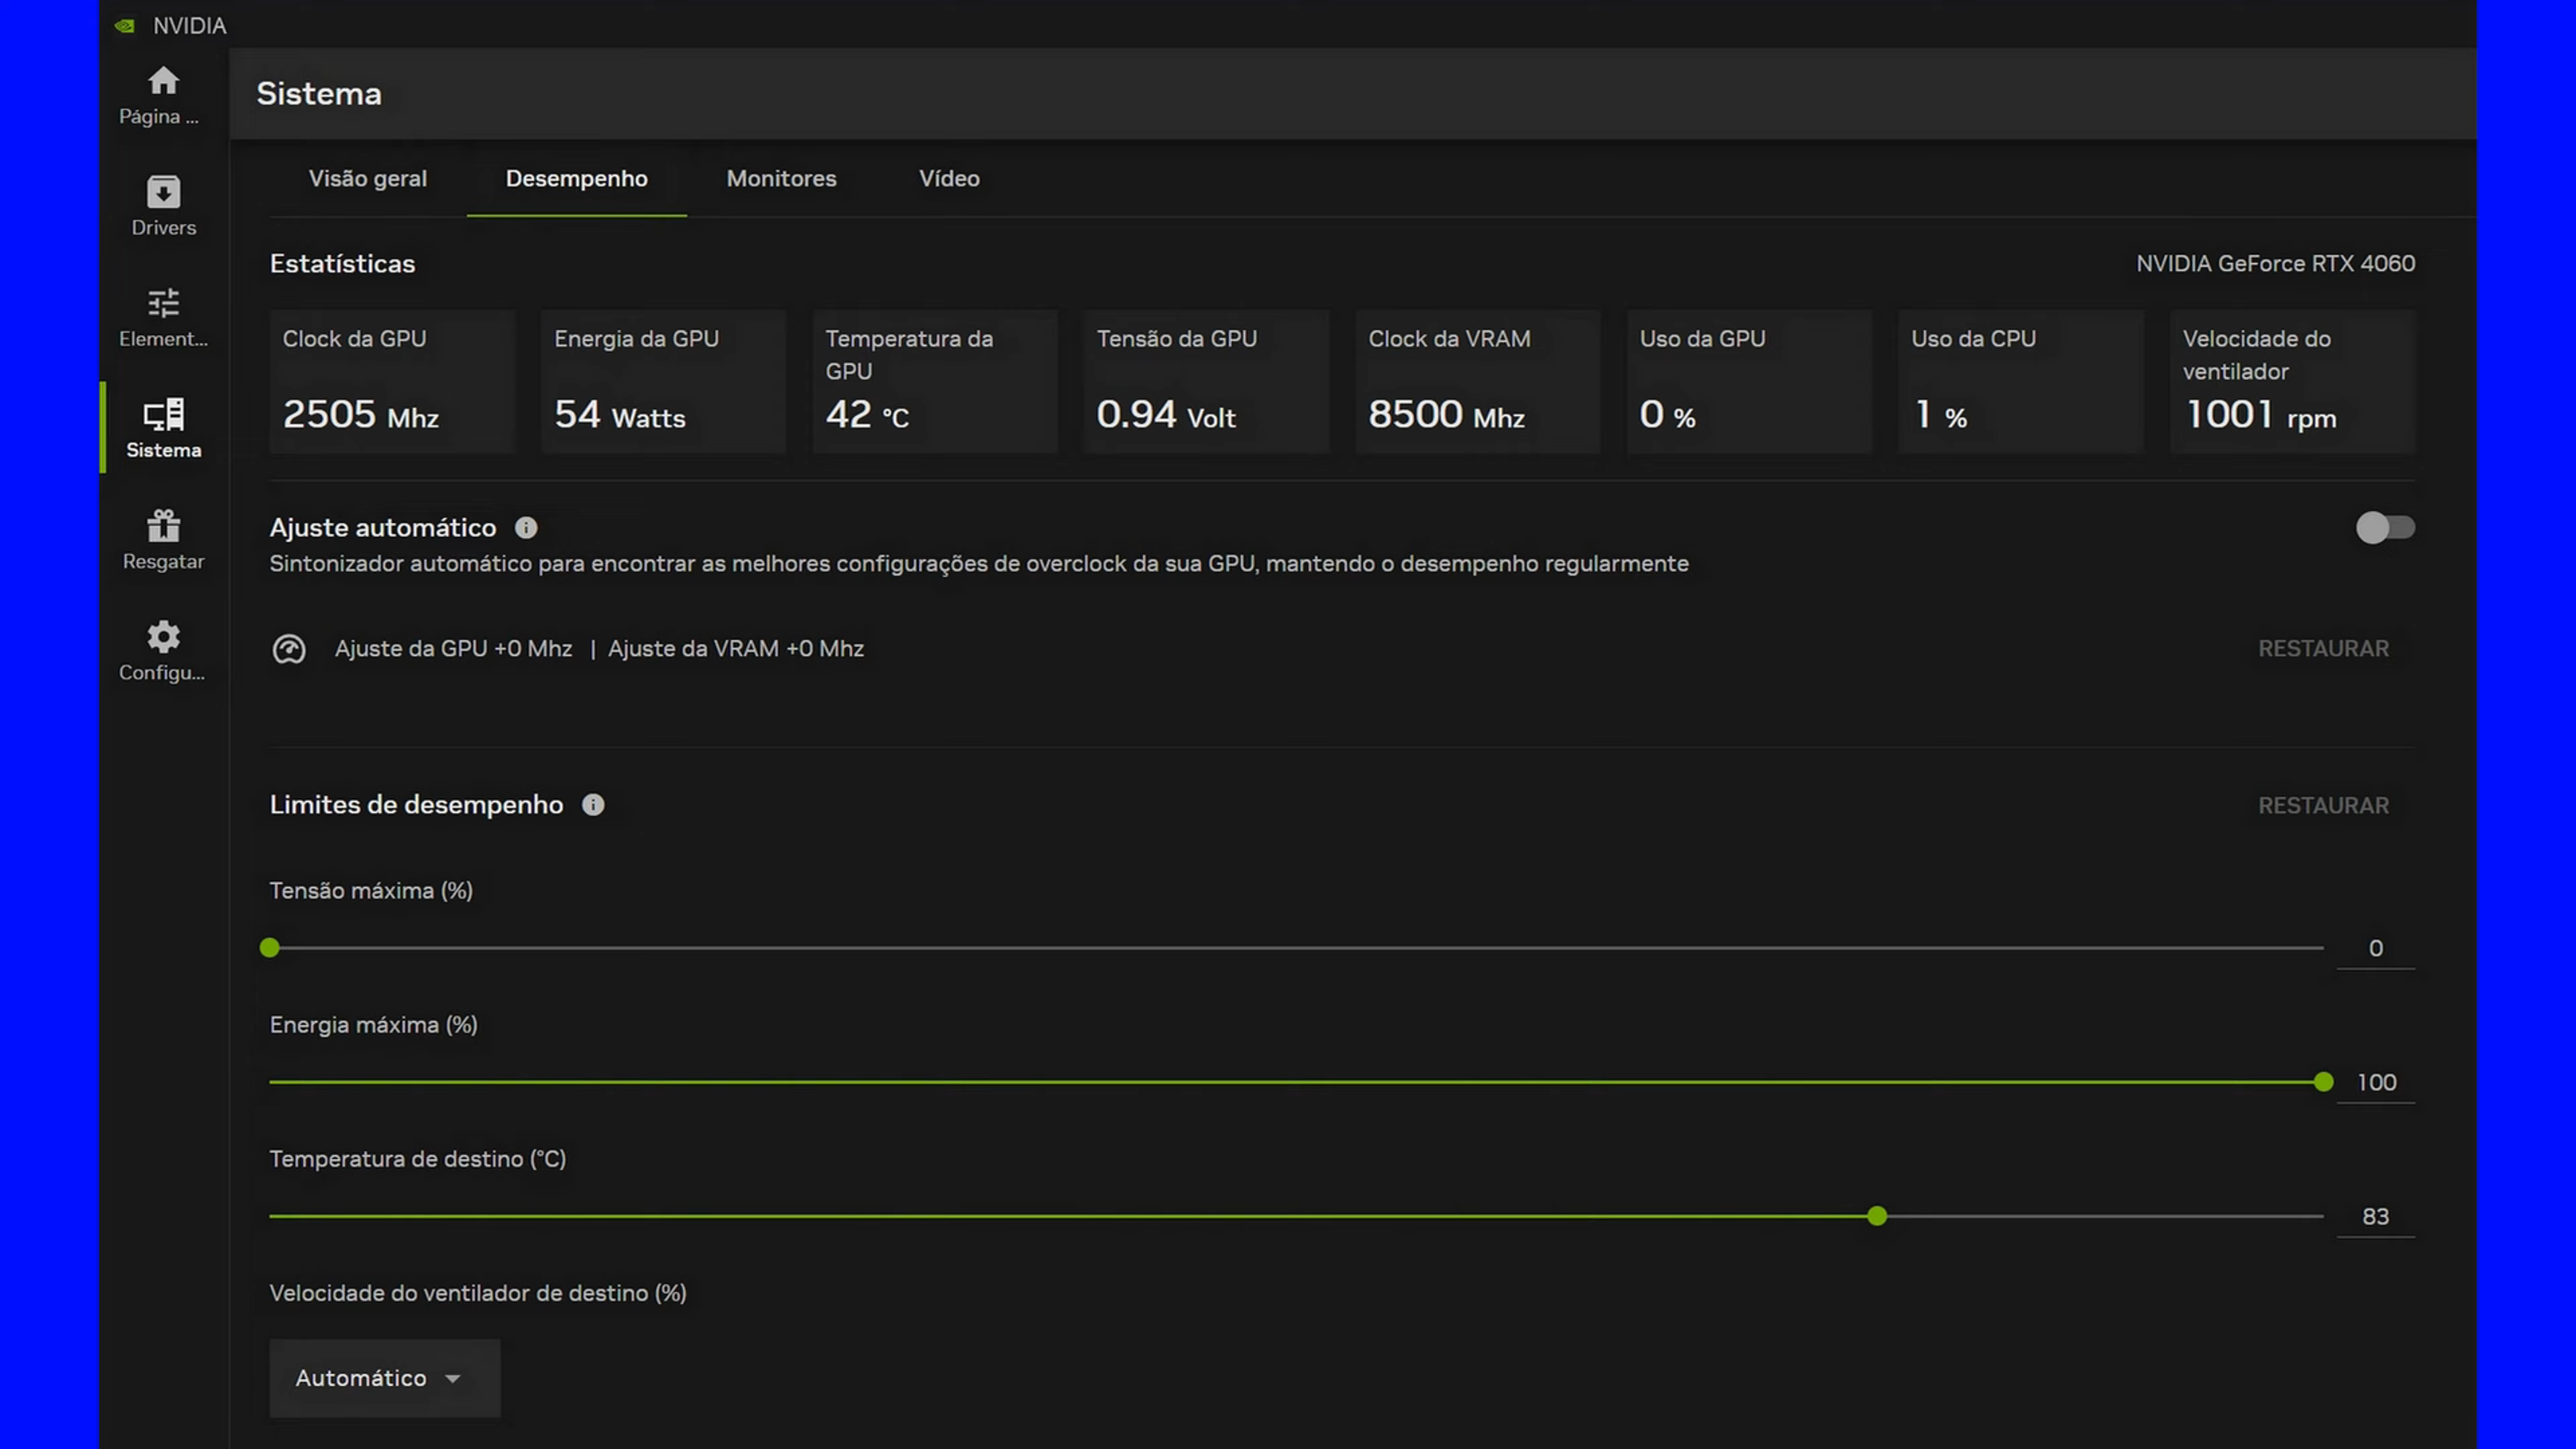 NVIDIA
Página ...
Drivers
Element...
Sistema
Resgatar
Configu...
Sistema
Visão geral
Desempenho
Monitores
Vídeo
Estatísticas
NVIDIA GeForce RTX 4060
Clock da GPU
2505 Mhz
Energia da GPU
54 Watts
Temperatura da
GPU
42 °C
Tensão da GPU
0.94 Volt
Clock da VRAM
8500 Mhz
Uso da GPU
0 %
Uso da CPU
1 %
Velocidade do
ventilador
1001 rpm
Ajuste automático
Sintonizador automático para encontrar as melhores configurações de overclock da sua GPU, mantendo o desempenho regularmente
Ajuste da GPU +0 Mhz | Ajuste da VRAM +0 Mhz
RESTAURAR
Limites de desempenho
RESTAURAR
Tensão máxima (%)
0
Energia máxima (%)
100
Temperatura de destino (°C)
83
Velocidade do ventilador de destino (%)
Automático